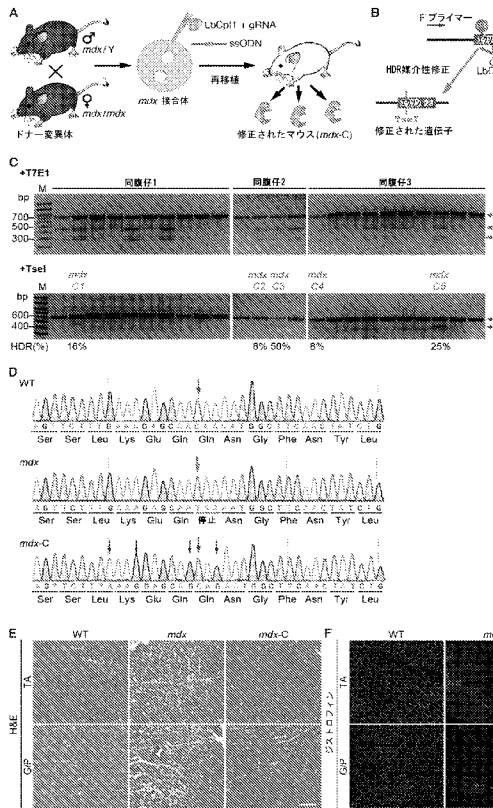 A
♂
mdx/Y
♀
mdx/mdx
ドナー変異体
LbCpf1 + gRNA
ssODN
mdx 接合体
再移植
修正されたマウス(mdx-C)
B
F プライマー
HDR媒介性修正
TseI
修正された遺伝子
C
+T7E1
同腹仔1
同腹仔2
同腹仔3
M
bp
700
500
300
+TseI
mdx mdx mdx mdx mdx
C1 C2 C3 C4 C5
M
bp
600
400
HDR(%) 16% 8% 50% 8% 25%
D
WT
Ser Ser Leu Lys Glu Gln Gln Asn Gly Phe Asn Tyr Leu
mdx
Ser Ser Leu Lys Glu Gln 停止 Asn Gly Phe Asn Tyr Leu
mdx-C
Ser Ser Leu Lys Glu Gln Gln Asn Gly Phe Asn Tyr Leu
E
WT mdx mdx-C
H&E
TA
G/P
F
WT
ジストロフィン
TA
G/P